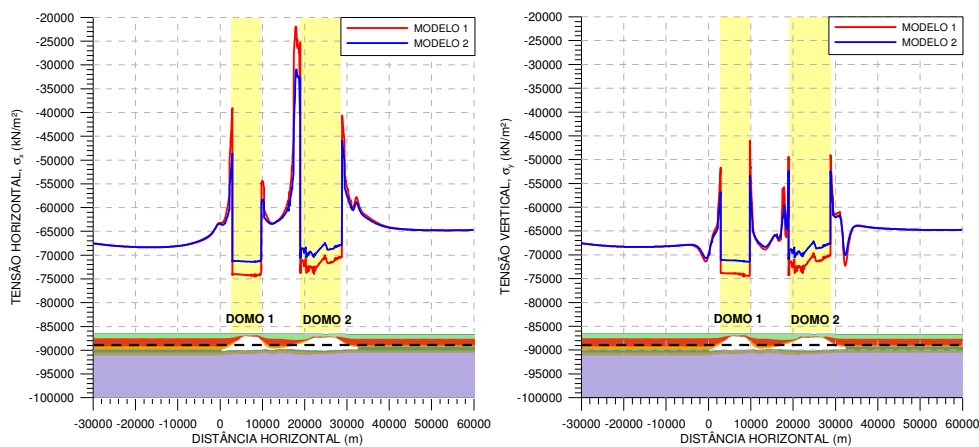 -20000
-25000
-30000
-35000
-40000
-45000
-50000
-55000
-60000
-65000
-70000
-75000
-80000
-85000
-90000
-95000
-100000
TENSÃO HORIZONTAL, σx (kN/m²)
MODELO 1
MODELO 2
DOMO 1 DOMO 2
-30000 -20000 -10000 0 10000 20000 30000 40000 50000 60000
DISTÂNCIA HORIZONTAL (m)
-20000
-25000
-30000
-35000
-40000
-45000
-50000
-55000
-60000
-65000
-70000
-75000
-80000
-85000
-90000
-95000
-100000
TENSÃO VERTICAL, σy (kN/m²)
MODELO 1
MODELO 2
DOMO 1 DOMO 2
-30000 -20000 -10000 0 10000 20000 30000 40000 50000 60000
DISTÂNCIA HORIZONTAL (m)